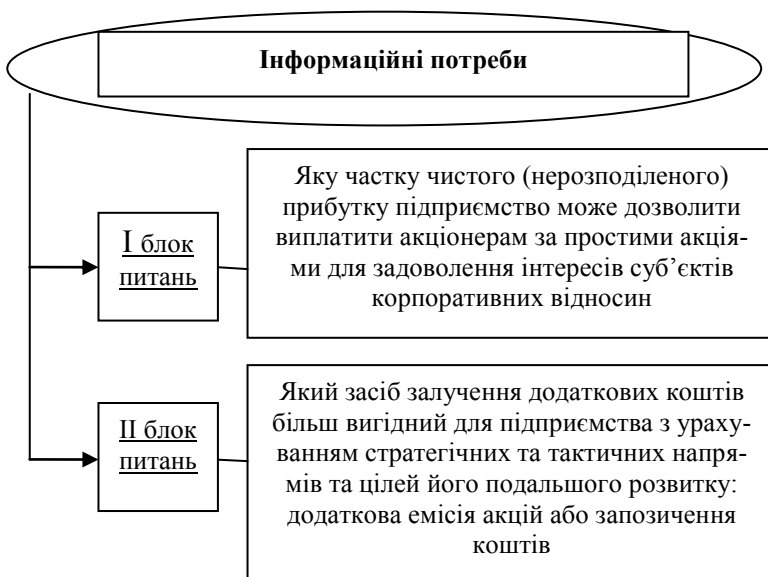 Інформаційні потреби
І блок
питань
Яку частку чистого (нерозподіленого)
прибутку підприємство може дозволити
виплатити акціонерам за простими акція-
ми для задоволення інтересів суб’єктів
корпоративних відносин
ІІ блок
питань
Який засіб залучення додаткових коштів
більш вигідний для підприємства з ураху-
ванням стратегічних та тактичних напря-
мів та цілей його подальшого розвитку:
додаткова емісія акцій або запозичення
коштів